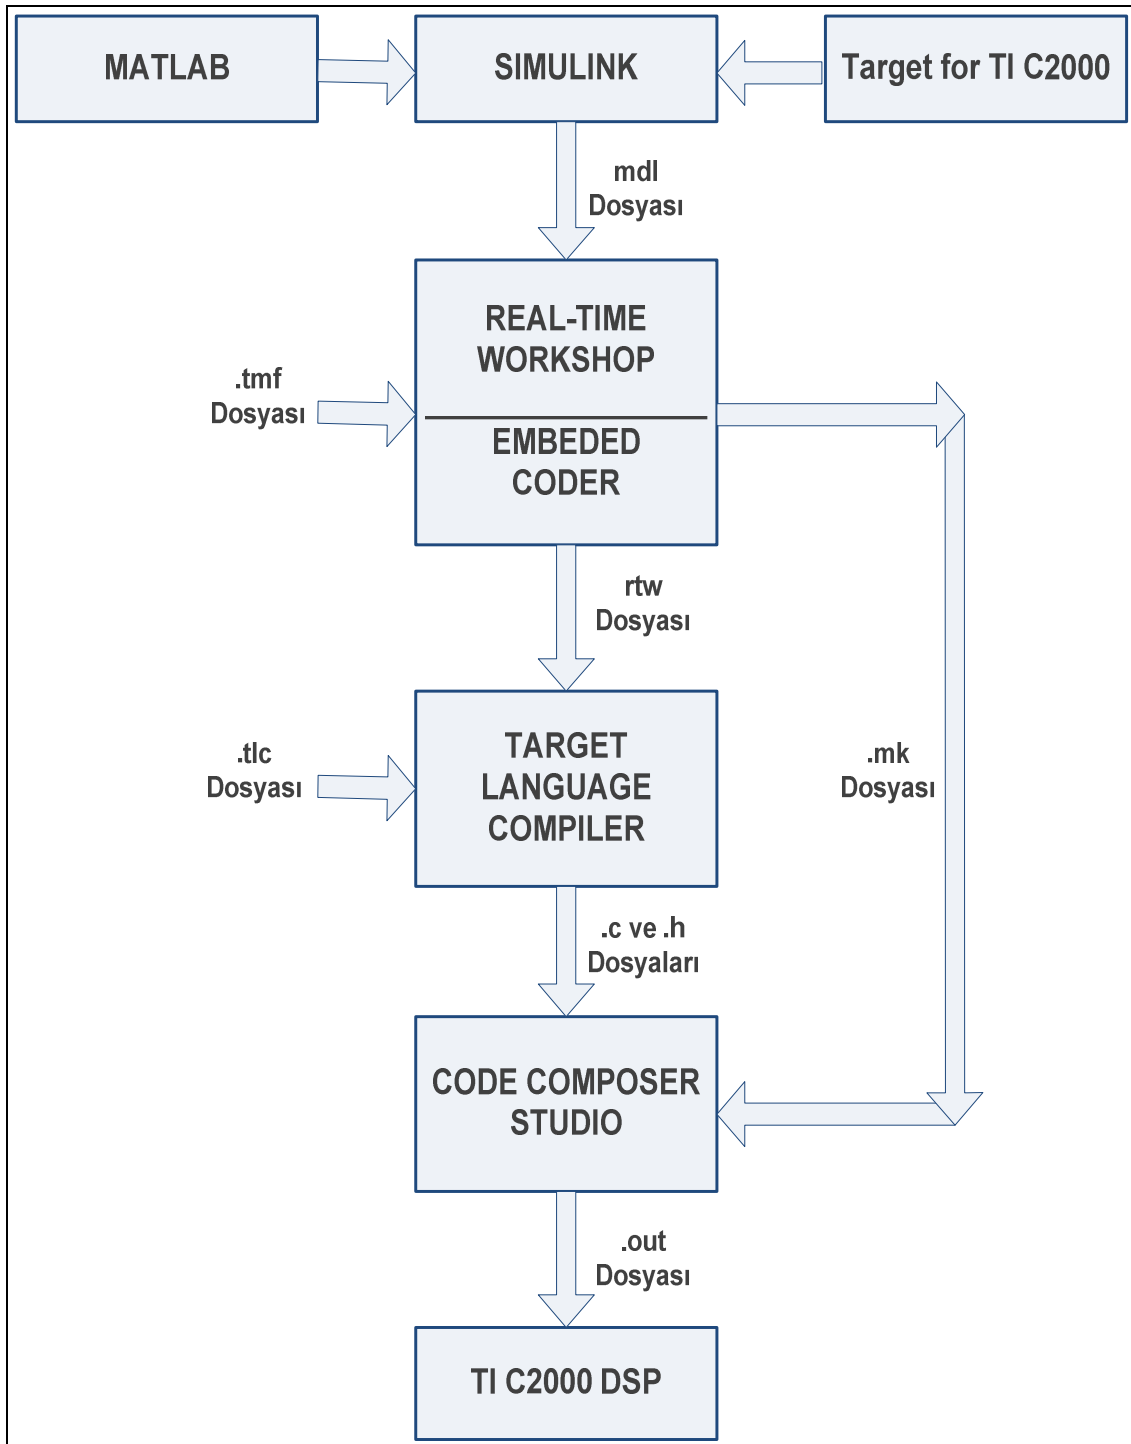 MATLAB
SIMULINK
Target for TI C2000
mdl
Dosyası
REAL-TIME
WORKSHOP
EMBEDED
CODER
.tmf
Dosyası
rtw
Dosyası
TARGET
LANGUAGE
COMPILER
.tlc
Dosyası
.mk
Dosyası
.c ve .h
Dosyaları
CODE COMPOSER
STUDIO
.out
Dosyası
TI C2000 DSP